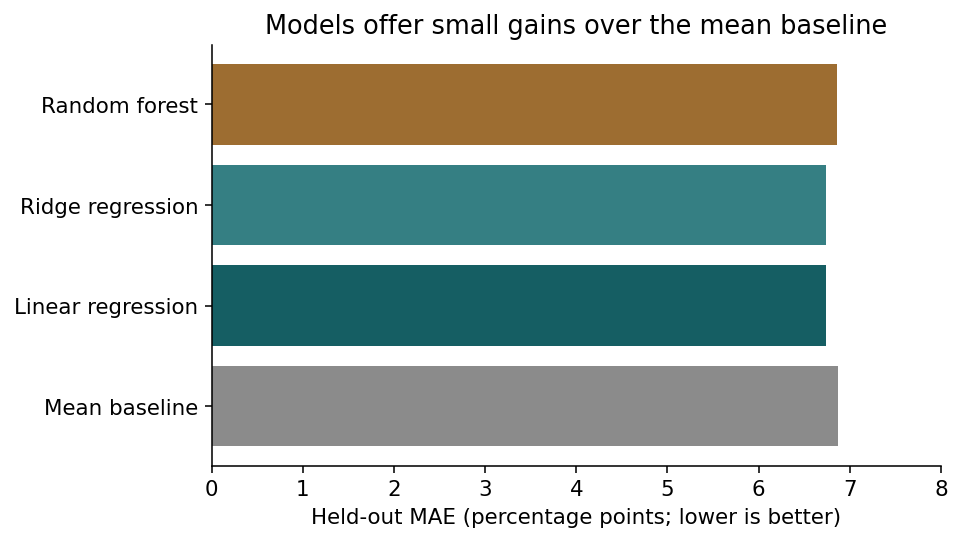 Models offer small gains over the mean baseline
Random forest
Ridge regression
Linear regression
Mean baseline
0 1 2 3 4 5 6 7 8
Held-out MAE (percentage points; lower is better)